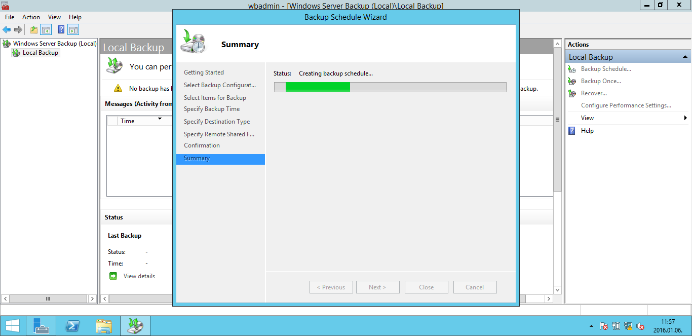 wbadmin - [Windows Server Backup (Local)\Local Backup]
File Action View Help
Windows Server Backup (Local)
Local Backup
Local Backup
You can per
No backup has b
ackup.
Messages (Activity from
Time
Status
Last Backup
Status: -
Time: -
View details
Backup Schedule Wizard
Summary
Getting Started
Select Backup Configurat...
Select Items for Backup
Specify Backup Time
Specify Destination Type
Specify Remote Shared F...
Confirmation
Summary
Status: Creating backup schedule...
< Previous
Next >
Close
Cancel
Actions
Local Backup
Backup Schedule...
Backup Once...
Recover...
Configure Performance Settings...
View
Help
11:57
2016.01.06.